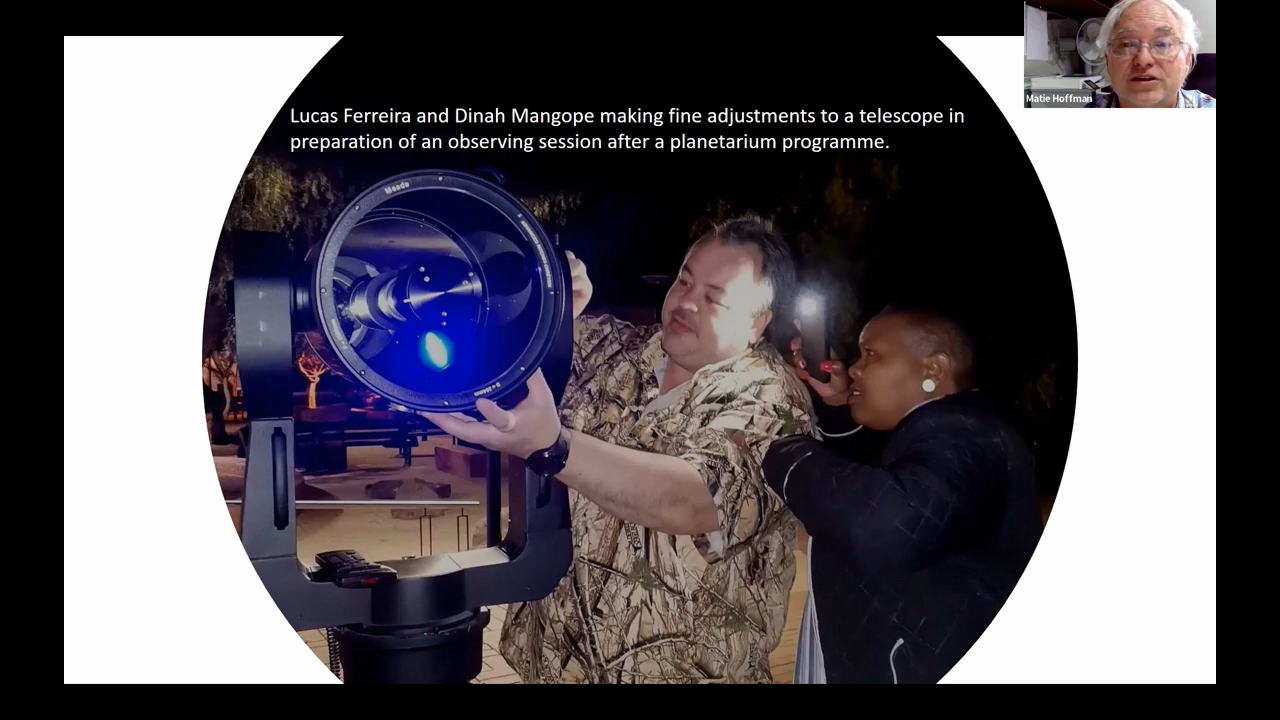 Matie Hoffman
Lucas Ferreira and Dinah Mangope making fine adjustments to a telescope in
preparation of an observing session after a planetarium programme.
Meade